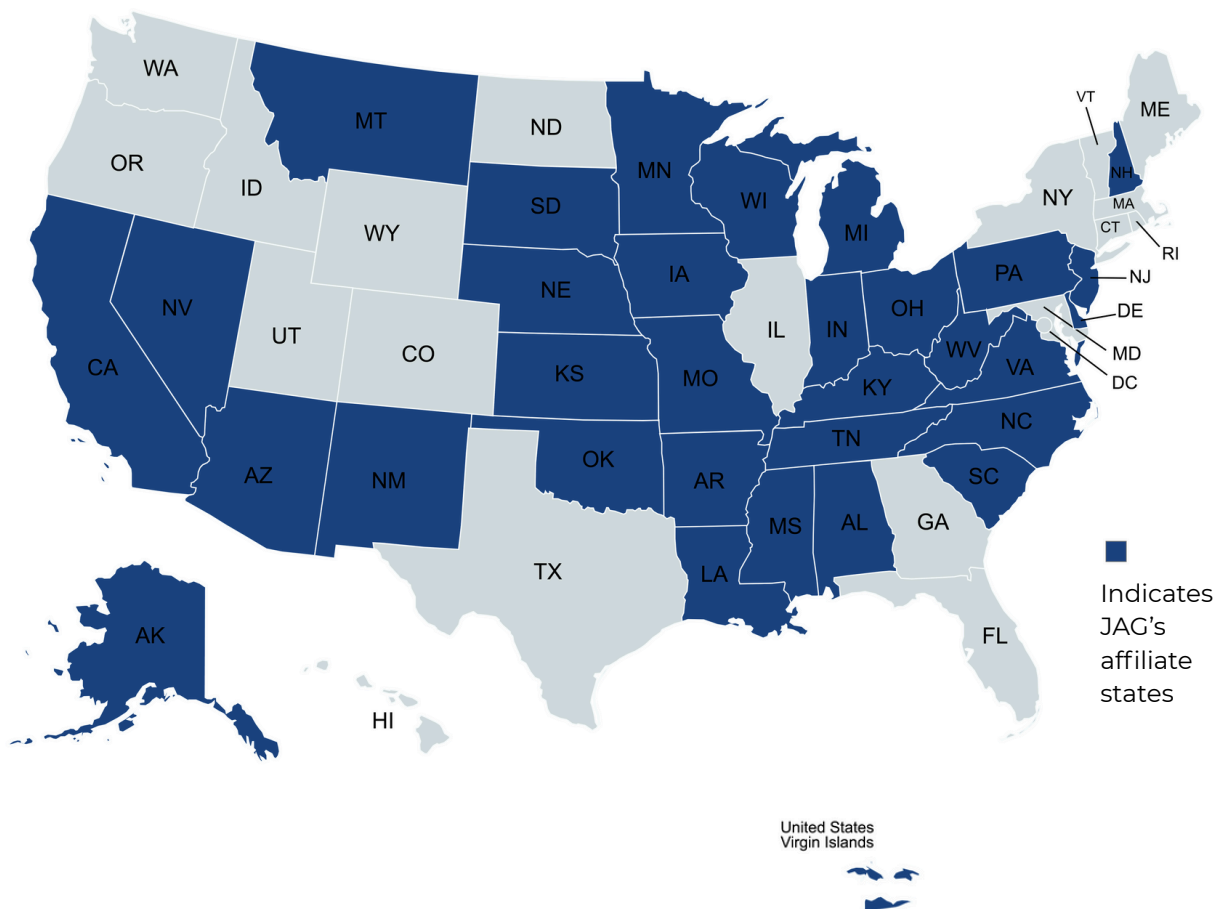 WA
MT
ND
MN
VT
ME
OR
ID
SD
WI
MI
NY
NH
MA
CT
RI
WY
NE
IA
PA
NJ
NV
UT
CO
IL
IN
OH
DE
MD
DC
CA
KS
MO
KY
WV
VA
AZ
NM
OK
AR
TN
NC
SC
TX
LA
MS
AL
GA
FL
AK
HI
Indicates
JAG’s
affiliate
states
United States
Virgin Islands